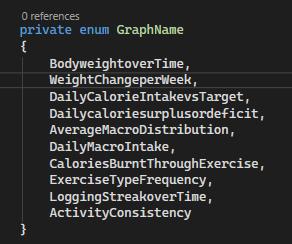 0 references
private enum GraphName
{
BodyweightoverTime,
WeightChangeperWeek,
DailyCalorieIntakevsTarget,
Dailycaloriesurplusordeficit,
AverageMacroDistribution,
DailyMacroIntake,
CaloriesBurntThroughExercise,
ExerciseTypeFrequency,
LoggingStreakoverTime,
ActivityConsistency
}